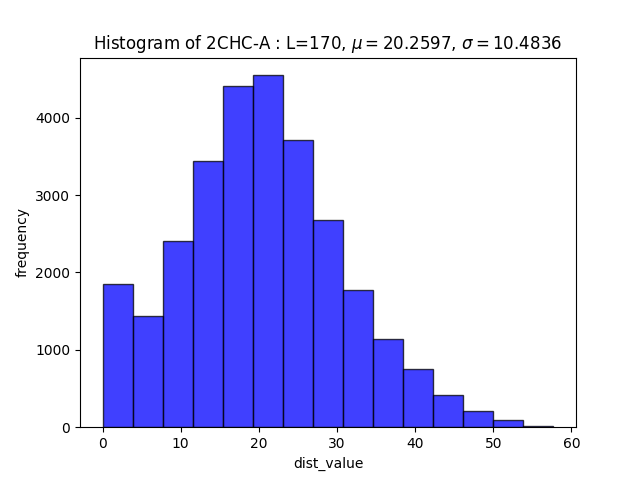 Histogram of 2CHC-A : L=170, μ = 20.2597, σ = 10.4836
frequency
4000
3000
2000
1000
0
0 10 20 30 40 50 60
dist_value